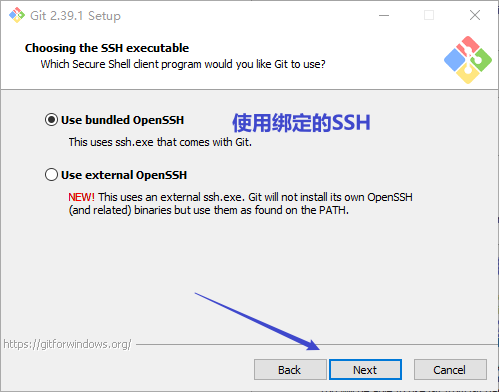 Git 2.39.1 Setup
Choosing the SSH executable
Which Secure Shell client program would you like Git to use?
Use bundled OpenSSH
使用绑定的SSH
This uses ssh.exe that comes with Git.
Use external OpenSSH
NEW! This uses an external ssh.exe. Git will not install its own OpenSSH
(and related) binaries but use them as found on the PATH.
https://gitforwindows.org/
Back
Next
Cancel